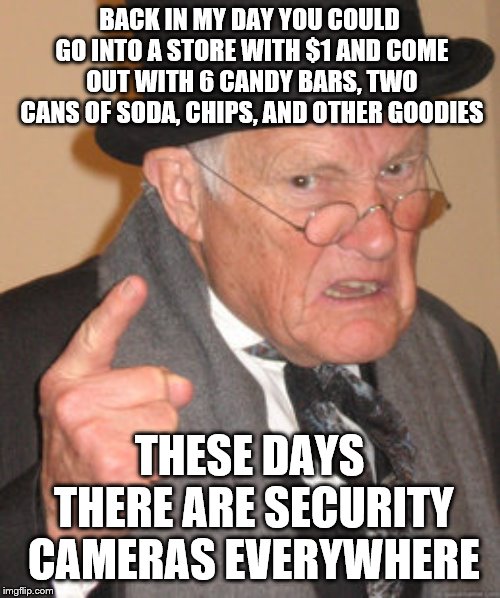 BACK IN MY DAY YOU COULD
GO INTO A STORE WITH $1 AND COME
OUT WITH 6 CANDY BARS, TWO
CANS OF SODA, CHIPS, AND OTHER GOODIES
THESE DAYS
THERE ARE SECURITY
CAMERAS EVERYWHERE
imgflip.com